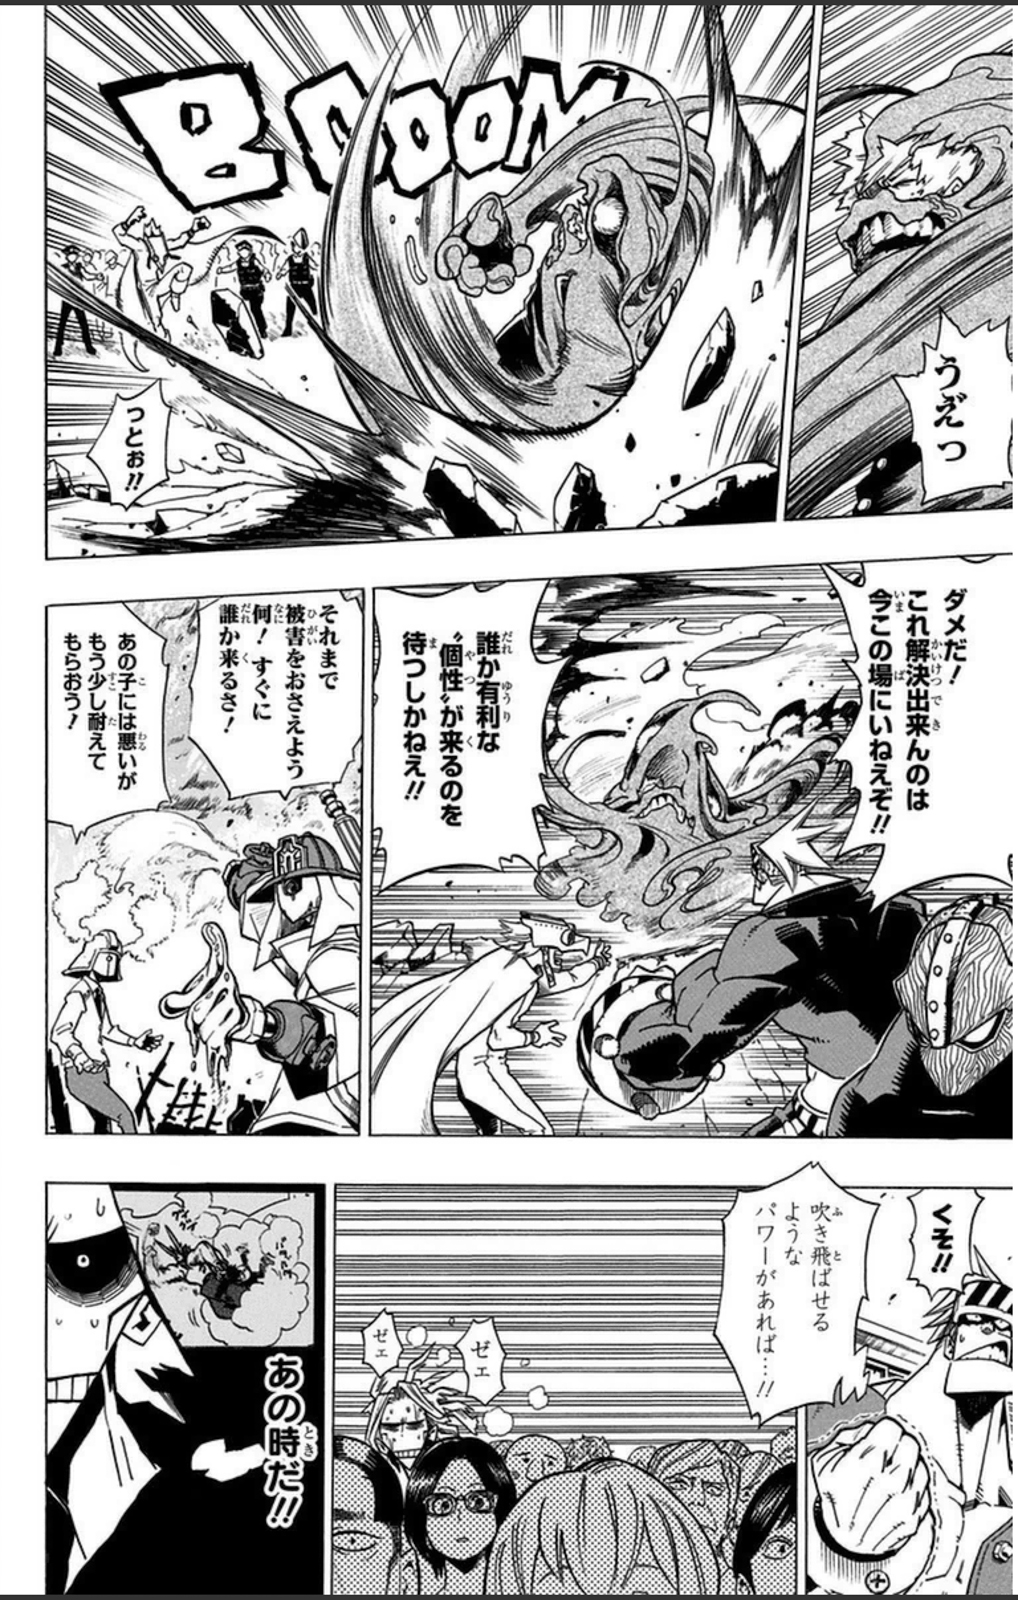 うぜぇっ
BOOOM
っとぉ!!
ダメだ!
これ解決出来んのは
今この場にいねえぞ!!
誰か有利な
〝個性〟が来るのを
待つしかねえ!!
それまで
被害をおさえよう
何!すぐに
誰か来るさ!
あの子には悪いが
もう少し耐えて
もらおう!
くそ!!
吹き飛ばせる
ような
パワーがあれば…!!
ゼェ
ゼェ
あの時だ!!